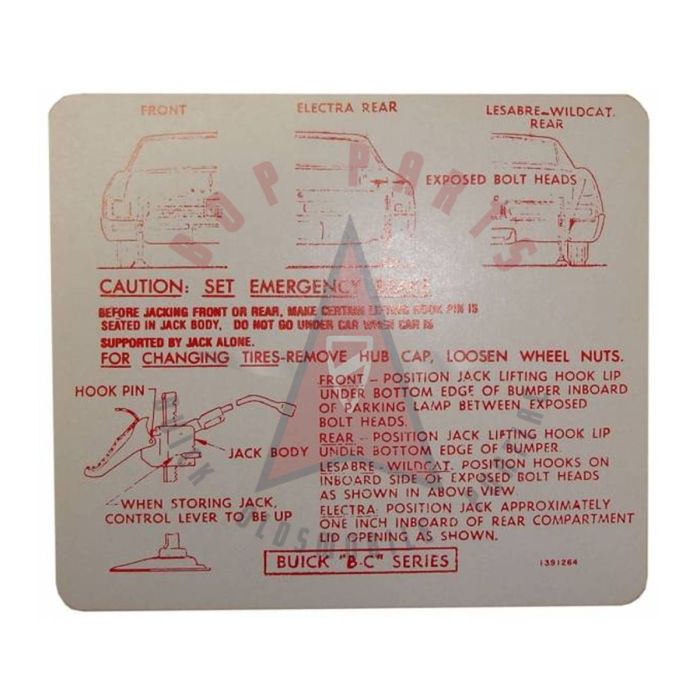 FRONT
ELECTRA REAR
LESABRE-WILDCAT
REAR
EXPOSED BOLT HEADS
BOP PARTS
CAUTION: SET EMERGENCY BRAKE
BEFORE JACKING FRONT OR REAR, MAKE CERTAIN LIFTING HOOK PIN IS
SEATED IN JACK BODY, DO NOT GO UNDER CAR WHEN CAR IS
SUPPORTED BY JACK ALONE.
FOR CHANGING TIRES-REMOVE HUB CAP, LOOSEN WHEEL NUTS.
HOOK PIN
JACK BODY
WHEN STORING JACK,
CONTROL LEVER TO BE UP
FRONT - POSITION JACK LIFTING HOOK LIP
UNDER BOTTOM EDGE OF BUMPER INBOARD
OF PARKING LAMP BETWEEN EXPOSED
BOLT HEADS.
REAR - POSITION JACK LIFTING HOOK LIP
UNDER BOTTOM EDGE OF BUMPER.
LESABRE - WILDCAT. POSITION HOOKS ON
INBOARD SIDE OF EXPOSED BOLT HEADS
AS SHOWN IN ABOVE VIEW
ELECTRA: POSITION JACK APPROXIMATELY
ONE INCH INBOARD OF REAR COMPARTMENT
LID OPENING AS SHOWN.
BUICK "B-C" SERIES
1391264
BUICK OLDSMOBILE PONTIAC